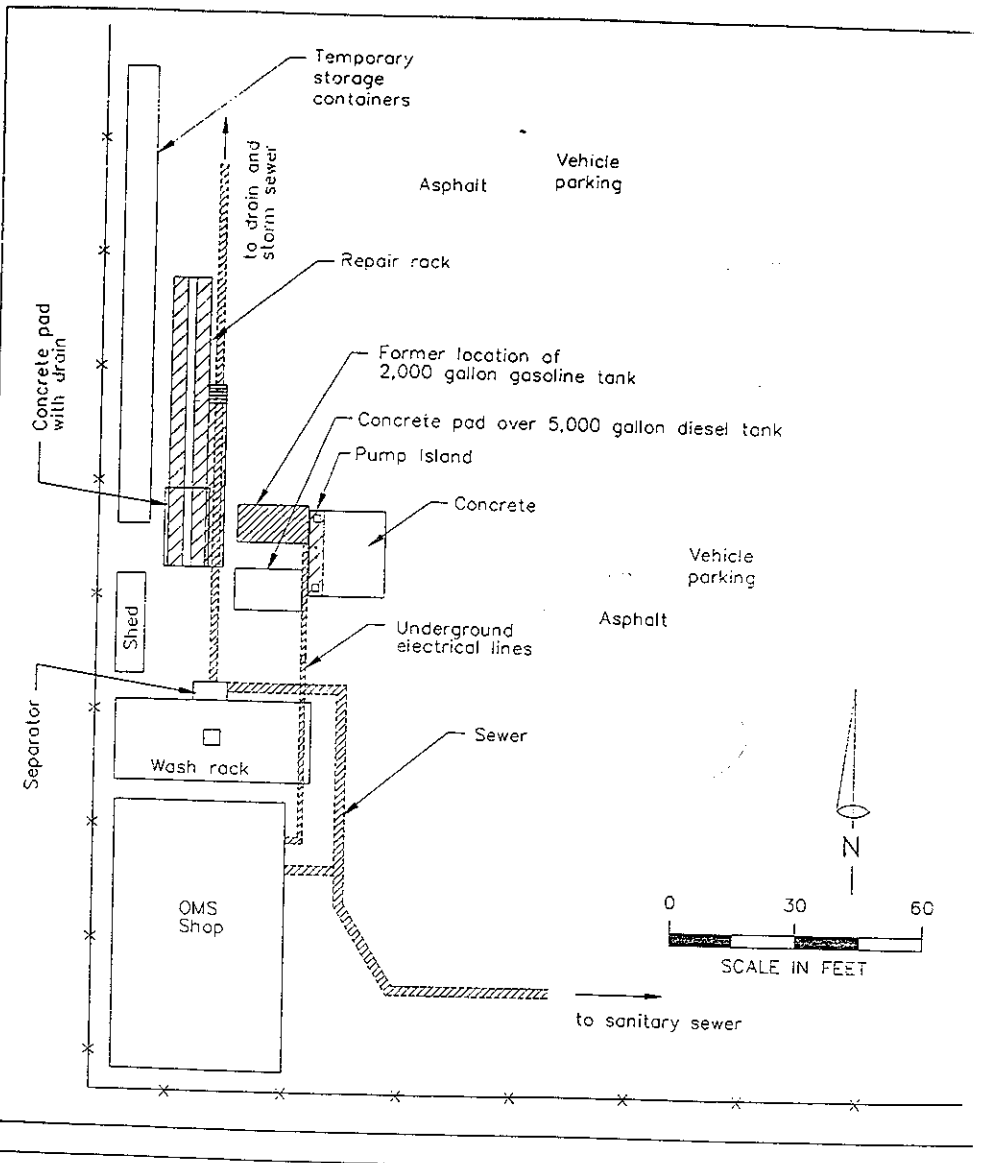 Temporary
storage
containers
to drain and
storm sewer
Asphalt
Vehicle
parking
Repair rack
Concrete pad
with drain
Former location of
2,000 gallon gasoline tank
Concrete pad over 5,000 gallon diesel tank
Pump Island
Concrete
Vehicle
parking
Asphalt
Shed
Underground
electrical lines
Separator
Wash rack
Sewer
N
OMS
Shop
0 30 60
SCALE IN FEET
to sanitary sewer